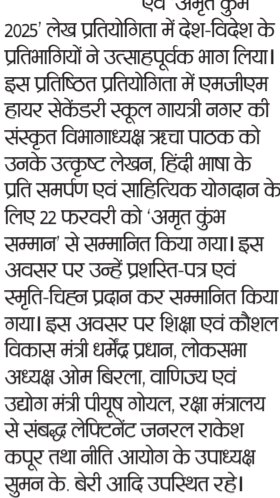 एवं 'अमृत कुंभ
2025' लेख प्रतियोगिता में देश-विदेश के
प्रतिभागियों ने उत्साहपूर्वक भाग लिया।
इस प्रतिष्ठित प्रतियोगिता में एमजीएम
हायर सेकेंडरी स्कूल गायत्री नगर की
संस्कृत विभागाध्यक्ष ऋचा पाठक को
उनके उत्कृष्ट लेखन, हिंदी भाषा के
प्रति समर्पण एवं साहित्यिक योगदान के
लिए 22 फरवरी को 'अमृत कुंभ
सम्मान' से सम्मानित किया गया। इस
अवसर पर उन्हें प्रशस्ति-पत्र एवं
स्मृति-चिह्न प्रदान कर सम्मानित किया
गया। इस अवसर पर शिक्षा एवं कौशल
विकास मंत्री धर्मेंद्र प्रधान, लोकसभा
अध्यक्ष ओम बिरला, वाणिज्य एवं
उद्योग मंत्री पीयूष गोयल, रक्षा मंत्रालय
से संबद्ध लेफ्टिनेंट जनरल राकेश
कपूर तथा नीति आयोग के उपाध्यक्ष
सुमन के. बेरी आदि उपस्थित रहे।